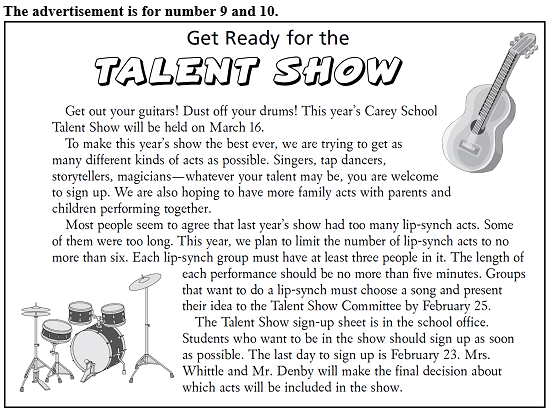 The advertisement is for number 9 and 10.
Get Ready for the
TALENT SHOW
Get out your guitars! Dust off your drums! This year's Carey School
Talent Show will be held on March 16.
To make this year's show the best ever, we are trying to get as
many different kinds of acts as possible. Singers, tap dancers,
storytellers, magicians—whatever your talent may be, you are welcome
to sign up. We are also hoping to have more family acts with parents and
children performing together.
Most people seem to agree that last year's show had too many lip-synch acts. Some
of them were too long. This year, we plan to limit the number of lip-synch acts to no
more than six. Each lip-synch group must have at least three people in it. The length of
each performance should be no more than five minutes. Groups
that want to do a lip-synch must choose a song and present
their idea to the Talent Show Committee by February 25.
The Talent Show sign-up sheet is in the school office.
Students who want to be in the show should sign up as soon
as possible. The last day to sign up is February 23. Mrs.
Whittle and Mr. Denby will make the final decision about
which acts will be included in the show.